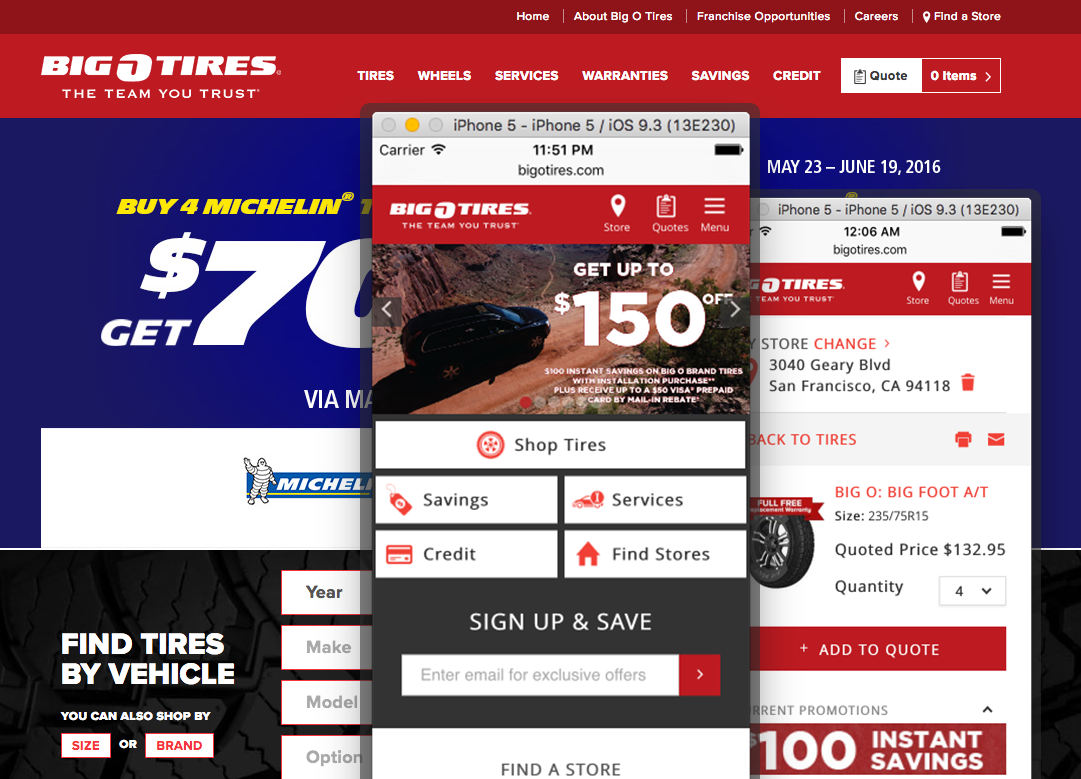 Home
About Big O Tires
Franchise Opportunities
Careers
Find a Store
BIG O TIRES
THE TEAM YOU TRUST
TIRES
WHEELS
SERVICES
WARRANTIES
SAVINGS
CREDIT
Quote
0 Items
BUY 4 MICHELIN®
GET $70
VIA MA
MICHEL
MAY 23 – JUNE 19, 2016
FIND TIRES
BY VEHICLE
YOU CAN ALSO SHOP BY
SIZE OR BRAND
Year
Make
Model
Option
iPhone 5 - iPhone 5 / iOS 9.3 (13E230)
Carrier 11:51 PM
bigotires.com
BIG O TIRES
THE TEAM YOU TRUST
Store
Quotes
Menu
GET UP TO
$150 OFF
$100 INSTANT SAVINGS ON BIG O BRAND TIRES
WITH INSTALLATION PURCHASE**
PLUS RECEIVE UP TO A $50 VISA® PREPAID
CARD BY MAIL-IN REBATE*
Shop Tires
Savings
Services
Credit
Find Stores
SIGN UP & SAVE
Enter email for exclusive offers
FIND A STORE
iPhone 5 - iPhone 5 / iOS 9.3 (13E230)
12:06 AM
bigotires.com
O TIRES
TEAM YOU TRUST
Store
Quotes
Menu
Y STORE CHANGE
3040 Geary Blvd
San Francisco, CA 94118
BACK TO TIRES
FULL FREE
placement Warranty
BIG O: BIG FOOT A/T
Size: 235/75R15
Quoted Price $132.95
Quantity
4
+ ADD TO QUOTE
RRENT PROMOTIONS
$100 INSTANT
SAVINGS